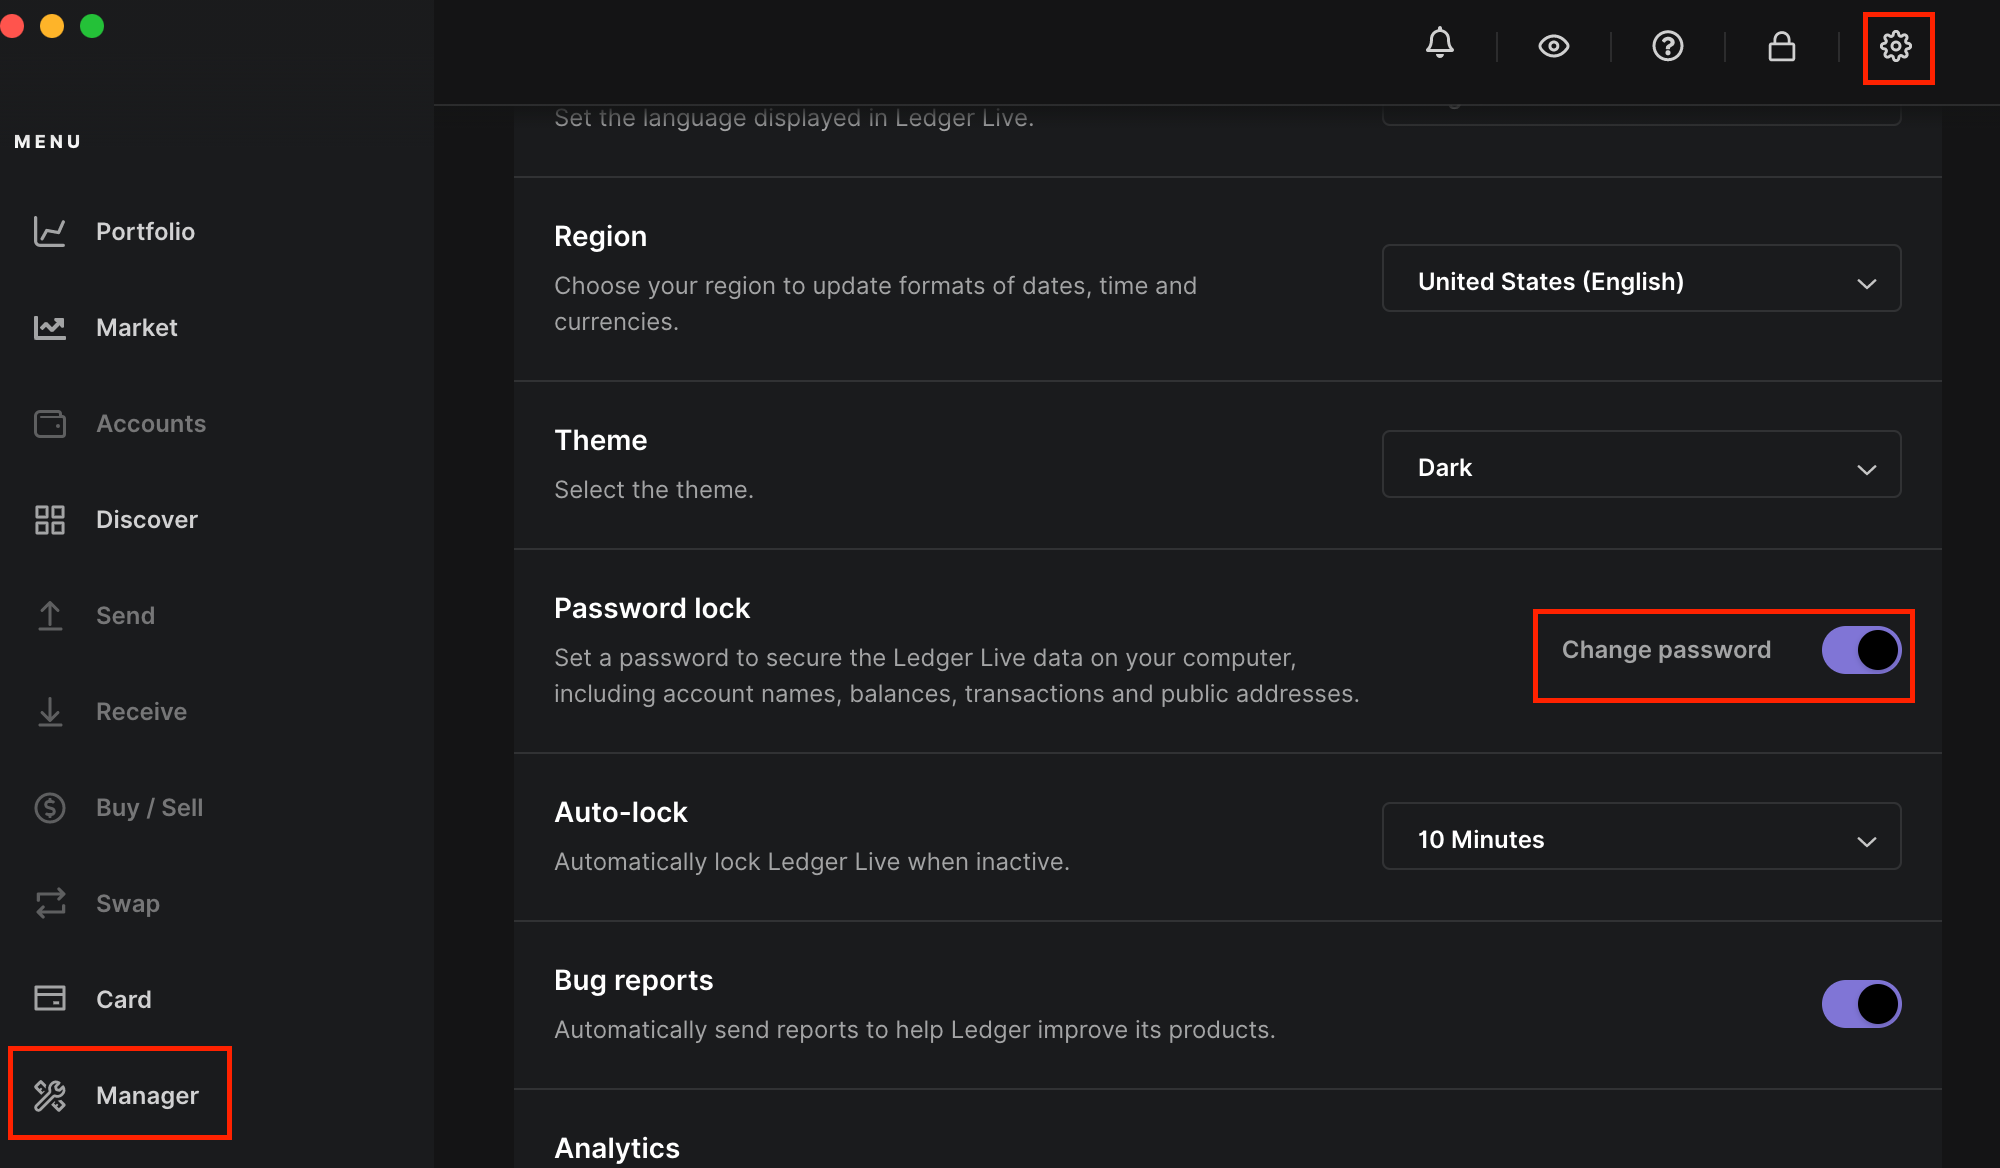 MENU
Portfolio
Market
Accounts
Discover
Send
Receive
Buy / Sell
Swap
Card
Manager
Set the language displayed in Ledger Live.
Region
Choose your region to update formats of dates, time and
currencies.
United States (English)
Theme
Select the theme.
Dark
Password lock
Set a password to secure the Ledger Live data on your computer,
including account names, balances, transactions and public addresses.
Change password
Auto-lock
Automatically lock Ledger Live when inactive.
10 Minutes
Bug reports
Automatically send reports to help Ledger improve its products.
Analytics